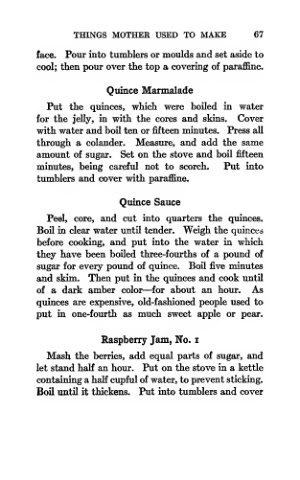 THINGS MOTHER USED TO MAKE 67
face. Pour into tumblers or moulds and set aside to
cool; then pour over the top a covering of paraffine.
Quince Marmalade
Put the quinces, which were boiled in water
for the jelly, in with the cores and skins. Cover
with water and boil ten or fifteen minutes. Press all
through a colander. Measure, and add the same
amount of sugar. Set on the stove and boil fifteen
minutes, being careful not to scorch. Put into
tumblers and cover with paraffine.
Quince Sauce
Peel, core, and cut into quarters the quinces.
Boil in clear water until tender. Weigh the quinces
before cooking, and put into the water in which
they have been boiled three-fourths of a pound of
sugar for every pound of quince. Boil five minutes
and skim. Then put in the quinces and cook until
of a dark amber color—for about an hour. As
quinces are expensive, old-fashioned people used to
put in one-fourth as much sweet apple or pear.
Raspberry Jam, No. 1
Mash the berries, add equal parts of sugar, and
let stand half an hour. Put on the stove in a kettle
containing a half cupful of water, to prevent sticking.
Boil until it thickens. Put into tumblers and cover